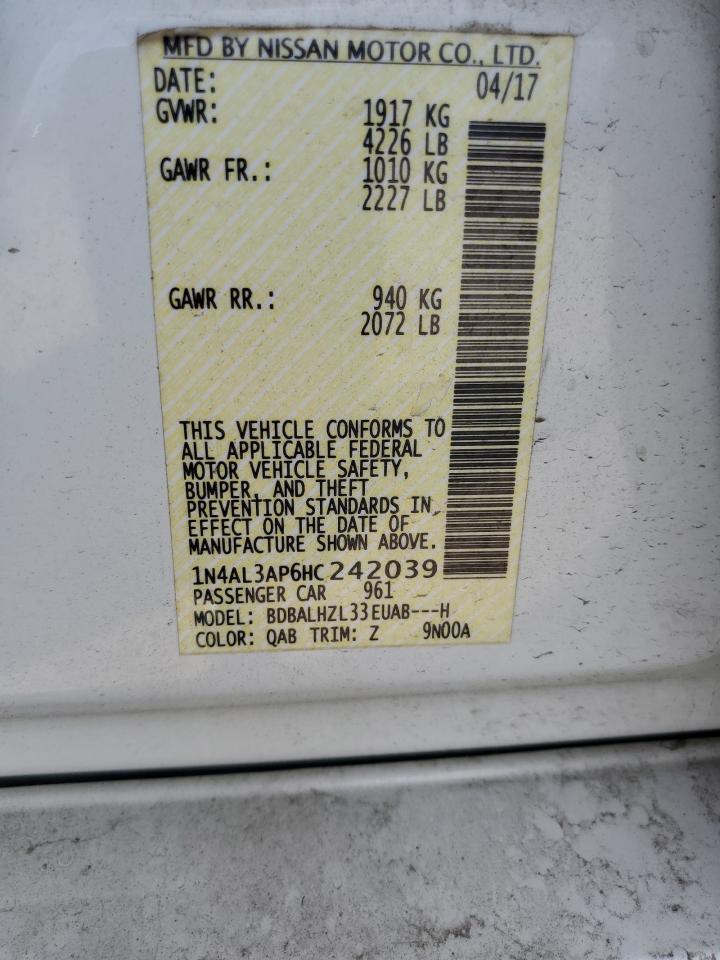 MFD BY NISSAN MOTOR CO., LTD.
DATE: 04/17
GVWR: 1917 KG
4226 LB
GAWR FR.: 1010 KG
2227 LB
GAWR RR.: 940 KG
2072 LB
THIS VEHICLE CONFORMS TO
ALL APPLICABLE FEDERAL
MOTOR VEHICLE SAFETY,
BUMPER, AND THEFT
PREVENTION STANDARDS IN
EFFECT ON THE DATE OF
MANUFACTURE SHOWN ABOVE.
1N4AL3AP6HC242039
PASSENGER CAR 961
MODEL: BDBALHZL33EUAB---H
COLOR: QAB TRIM: Z 9N00A